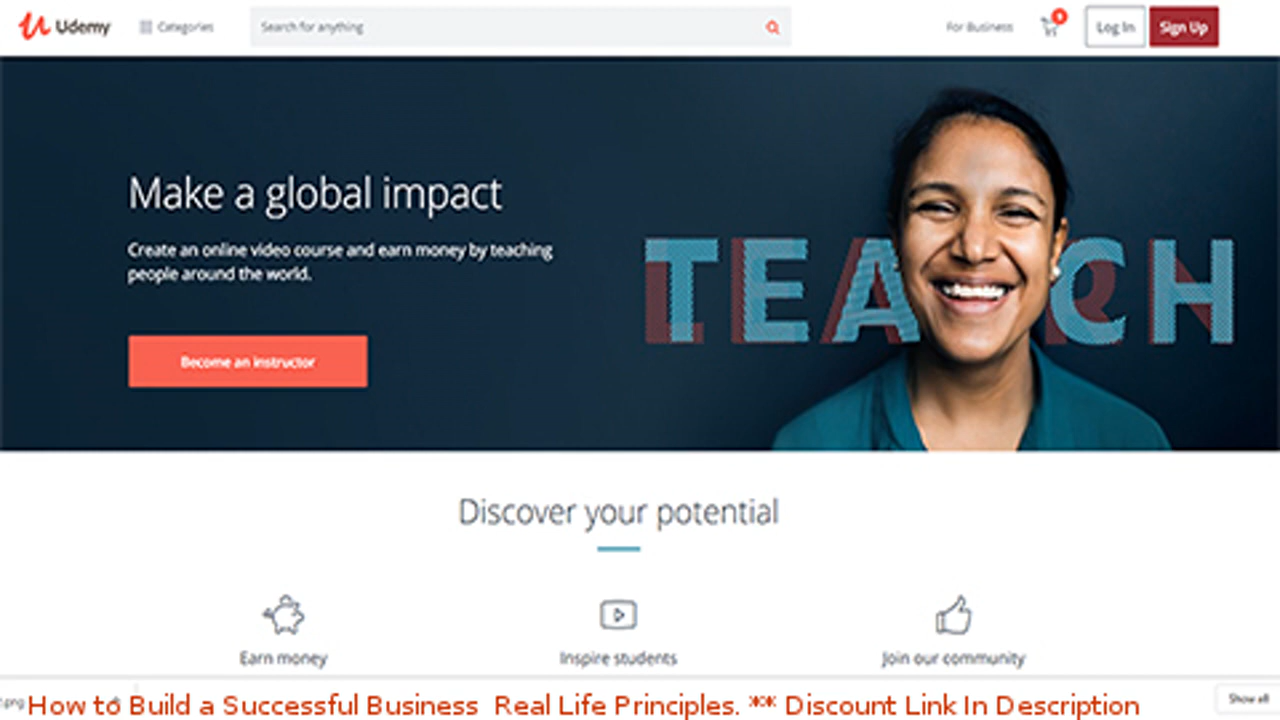 Udemy
Categories
Search for anything
For Business
Log In
Sign Up
Make a global impact
Create an online video course and earn money by teaching
people around the world.
Become an instructor
TEACH
Discover your potential
Earn money
Inspire students
Join our community
How to Build a Successful Business Real Life Principles. ** Discount Link In Description
Show all